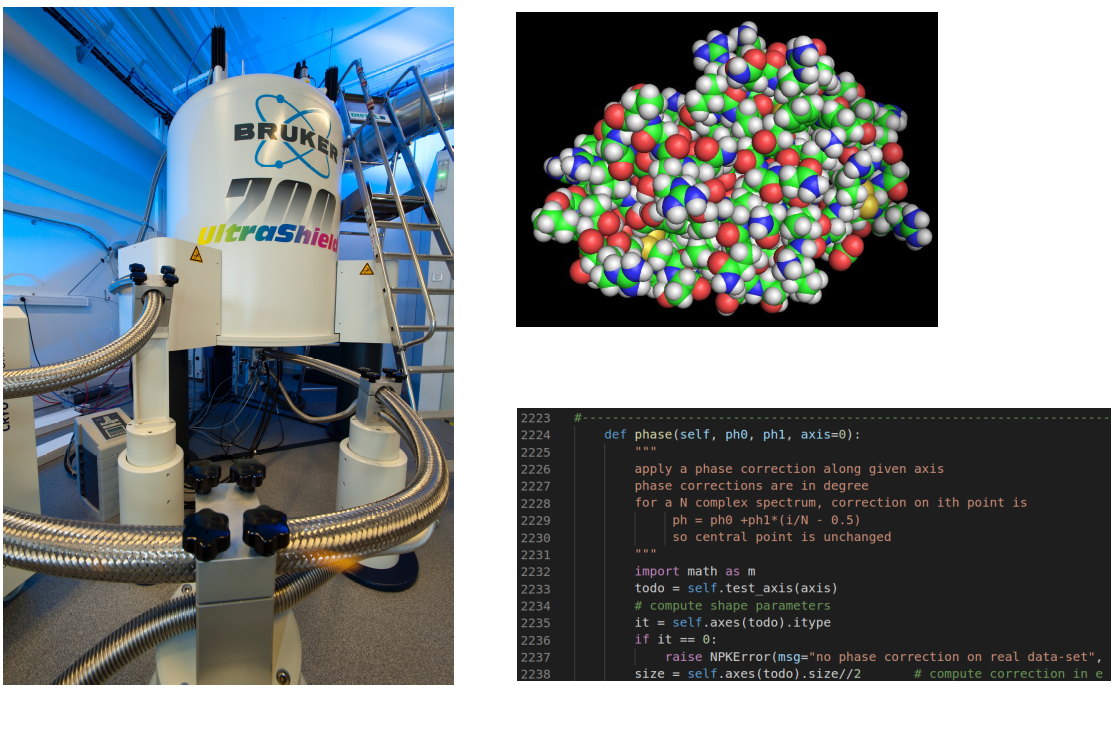 BRUKER
700
UltraShield
2223 #-----------------------------------------------------------------------
2224 def phase(self, ph0, ph1, axis=0):
2225 """
2226 apply a phase correction along given axis
2227 phase corrections are in degree
2228 for a N complex spectrum, correction on ith point is
2229 ph = ph0 +ph1*(i/N - 0.5)
2230 so central point is unchanged
2231 """
2232 import math as m
2233 todo = self.test_axis(axis)
2234 # compute shape parameters
2235 it = self.axes(todo).itype
2236 if it == 0:
2237 raise NPKError(msg="no phase correction on real data-set",
2238 size = self.axes(todo).size//2 # compute correction in e